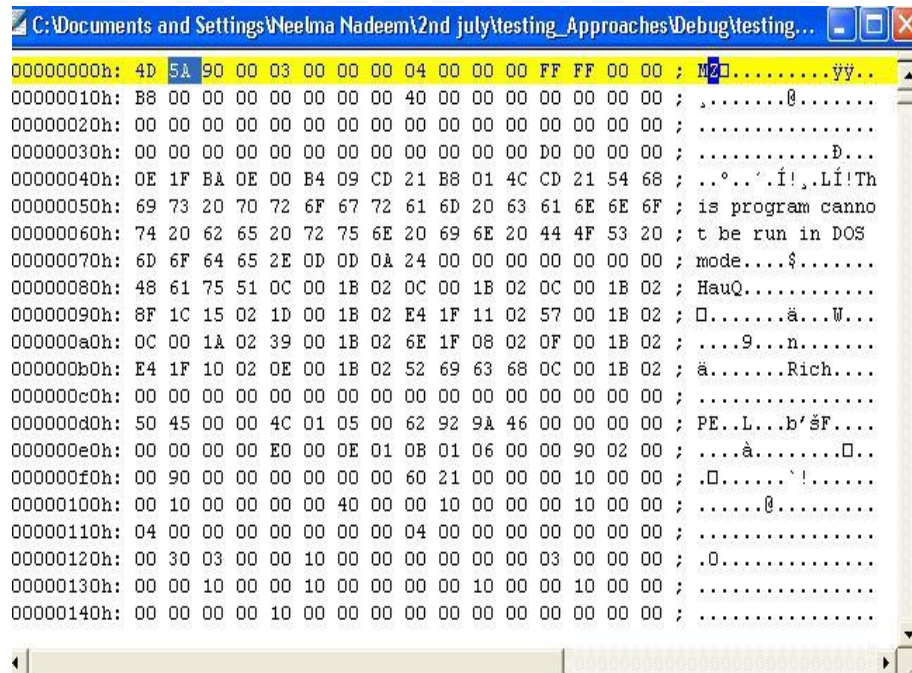 C:\Documents and Settings\Neelma Nadeem\2nd july\testing_Approaches\Debug\testing...
00000000h: 4D 5A 90 00 03 00 00 00 04 00 00 00 FF FF 00 00 ; MZ□.........ÿÿ..
00000010h: B8 00 00 00 00 00 00 00 40 00 00 00 00 00 00 00 ; ¸.......@.......
00000020h: 00 00 00 00 00 00 00 00 00 00 00 00 00 00 00 00 ; ................
00000030h: 00 00 00 00 00 00 00 00 00 00 00 00 D0 00 00 00 ; ............Ð...
00000040h: 0E 1F BA 0E 00 B4 09 CD 21 B8 01 4C CD 21 54 68 ; ..º..´.Í!¸.LÍ!Th
00000050h: 69 73 20 70 72 6F 67 72 61 6D 20 63 61 6E 6E 6F ; is program canno
00000060h: 74 20 62 65 20 72 75 6E 20 69 6E 20 44 4F 53 20 ; t be run in DOS
00000070h: 6D 6F 64 65 2E 0D 0D 0A 24 00 00 00 00 00 00 00 ; mode....$.......
00000080h: 48 61 75 51 0C 00 1B 02 0C 00 1B 02 0C 00 1B 02 ; HauQ............
00000090h: 8F 1C 15 02 1D 00 1B 02 E4 1F 11 02 57 00 1B 02 ; □.......ä...W...
000000a0h: 0C 00 1A 02 39 00 1B 02 6E 1F 08 02 0F 00 1B 02 ; ....9...n.......
000000b0h: E4 1F 10 02 0E 00 1B 02 52 69 63 68 0C 00 1B 02 ; ä.......Rich....
000000c0h: 00 00 00 00 00 00 00 00 00 00 00 00 00 00 00 00 ; ................
000000d0h: 50 45 00 00 4C 01 05 00 62 92 9A 46 00 00 00 00 ; PE..L...b’šF....
000000e0h: 00 00 00 00 E0 00 0E 01 0B 01 06 00 00 90 02 00 ; ....à........□..
000000f0h: 00 90 00 00 00 00 00 00 60 21 00 00 00 10 00 00 ; .□......`!......
00000100h: 00 10 00 00 00 00 40 00 00 10 00 00 00 10 00 00 ; ......@.........
00000110h: 04 00 00 00 00 00 00 00 04 00 00 00 00 00 00 00 ; ................
00000120h: 00 30 03 00 00 10 00 00 00 00 00 00 03 00 00 00 ; .0..............
00000130h: 00 00 10 00 00 10 00 00 00 00 10 00 00 10 00 00 ; ................
00000140h: 00 00 00 00 10 00 00 00 00 00 00 00 00 00 00 00 ; ................